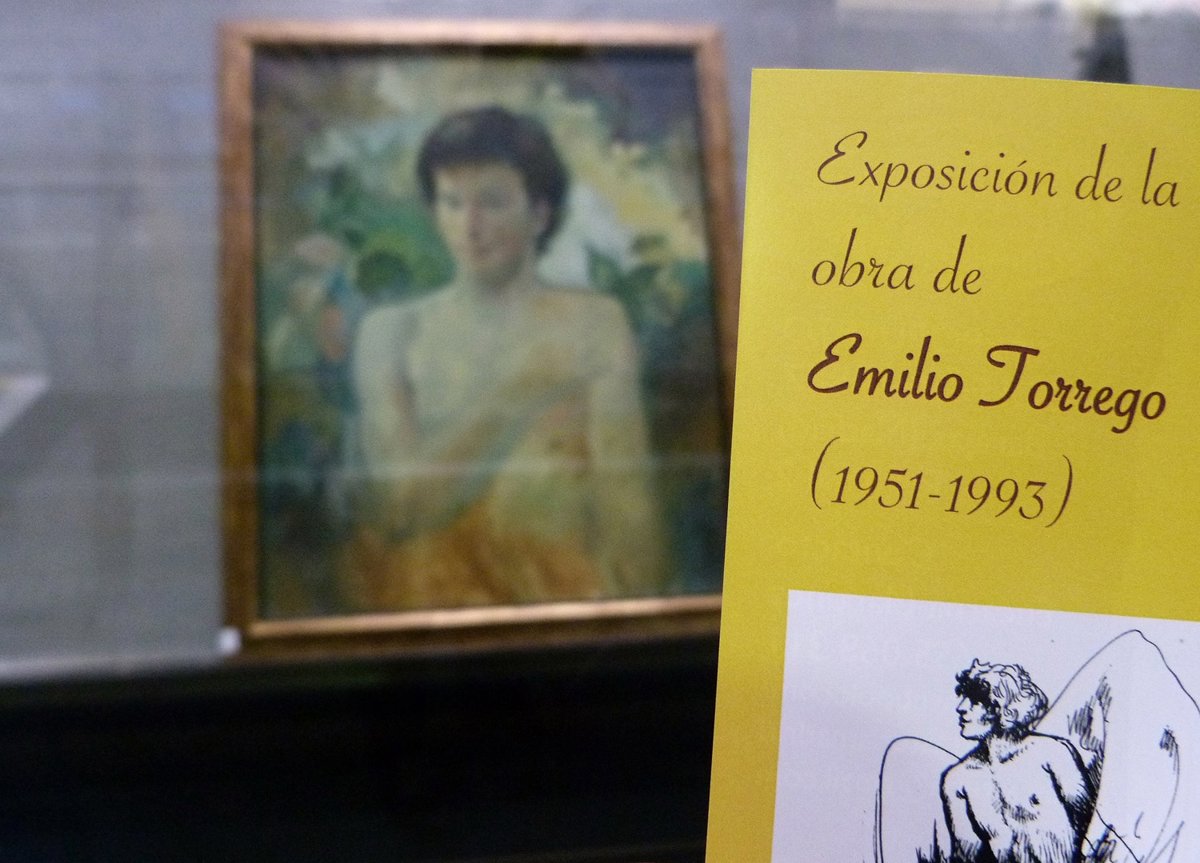 Exposición de la
obra de
Emilio Torrego
(1951-1993)